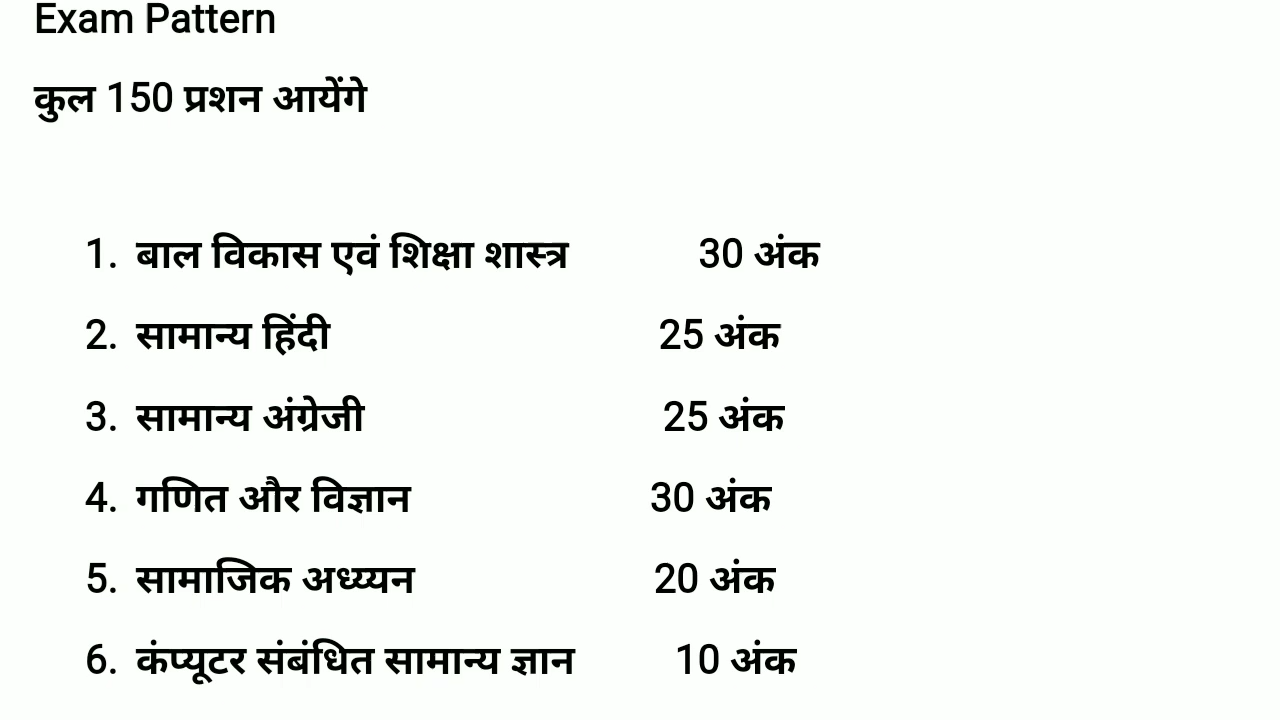 Exam Pattern
कुल 150 प्रशन आयेंगे
1. बाल विकास एवं शिक्षा शास्त्र 30 अंक
2. सामान्य हिंदी 25 अंक
3. सामान्य अंग्रेजी 25 अंक
4. गणित और विज्ञान 30 अंक
5. सामाजिक अध्य्यन 20 अंक
6. कंप्यूटर संबंधित सामान्य ज्ञान 10 अंक